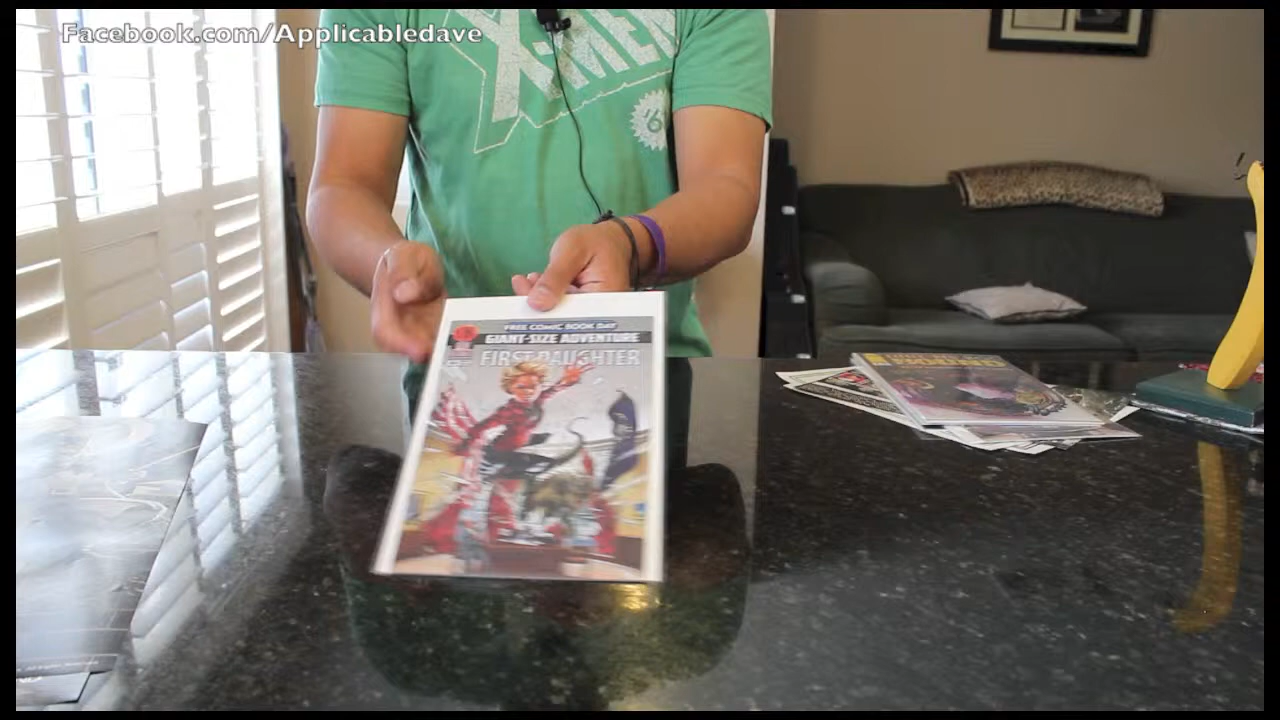 Facebook.com/Applicabledave
X-MEN
'6
FREE COMIC BOOK DAY
GIANT-SIZE ADVENTURE
FIRST DAUGHTER